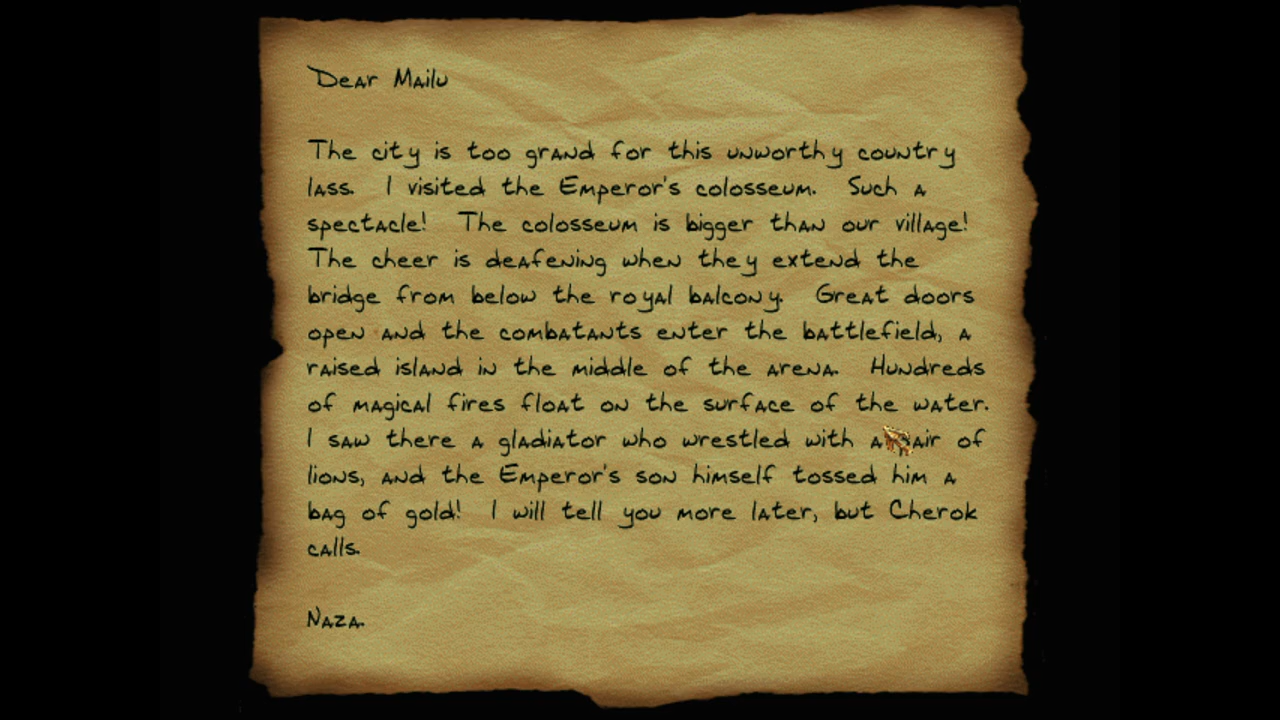 Dear Mailu
The city is too grand for this unworthy country
lass. I visited the Emperor's colosseum. Such a
spectacle! The colosseum is bigger than our village!
The cheer is deafening when they extend the
bridge from below the royal balcony. Great doors
open and the combatants enter the battlefield, a
raised island in the middle of the arena. Hundreds
of magical fires float on the surface of the water.
I saw there a gladiator who wrestled with a pair of
lions, and the Emperor's son himself tossed him a
bag of gold! I will tell you more later, but Cherok
calls.
Naza.